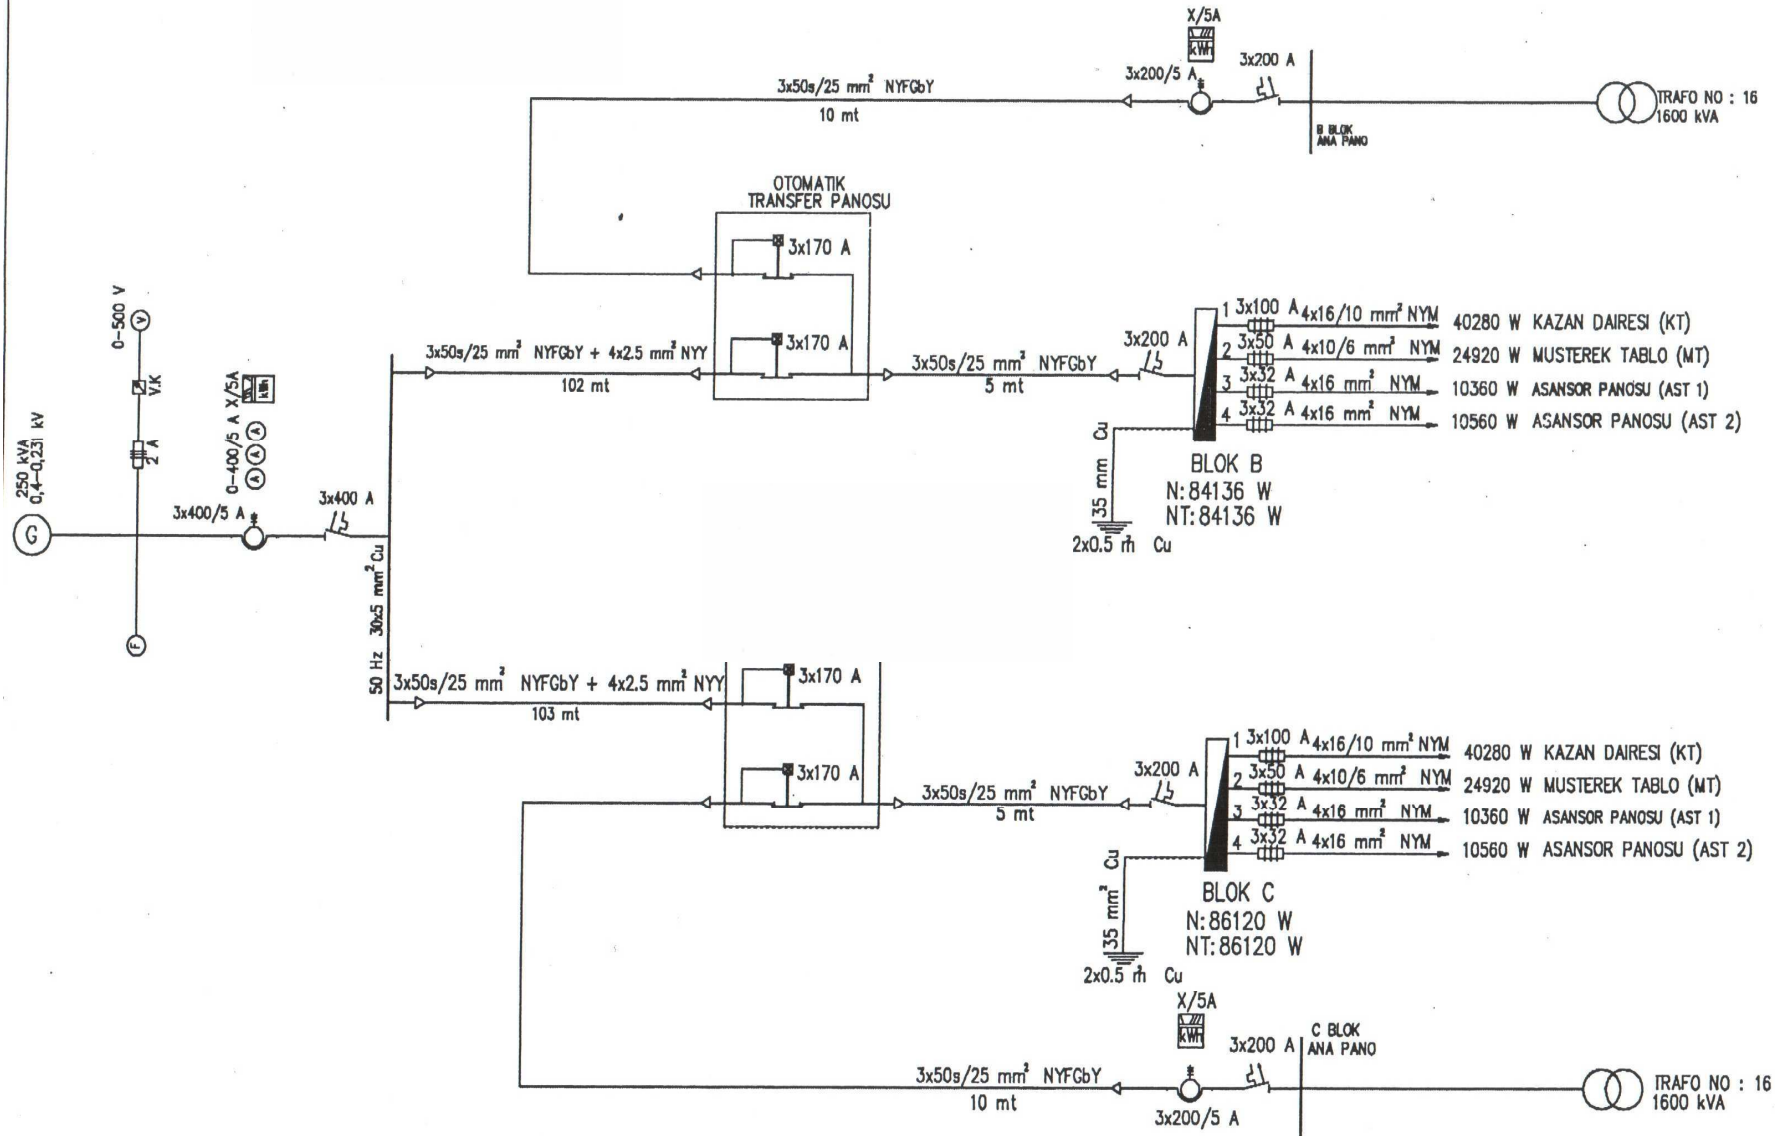 X/5A
kWh
3x200/5 A
3x200 A
3x50s/25 mm² NYFGbY
10 mt
TRAFO NO : 16
1600 kVA
B BLOK
ANA PANO
OTOMATIK
TRANSFER PANOSU
3x170 A
3x170 A
0-500 V
V
V.K
2 A
F
250 kVA
0,4-0,231 kV
G
3x400/5 A
0-400/5 A X/5A
kWh
A A A
3x400 A
50 Hz 30x5 mm² Cu
3x50s/25 mm² NYFGbY + 4x2.5 mm² NYY
102 mt
3x50s/25 mm² NYFGbY
5 mt
3x200 A
1 3x100 A 4x16/10 mm² NYM 40280 W KAZAN DAIRESI (KT)
2 3x50 A 4x10/6 mm² NYM 24920 W MUSTEREK TABLO (MT)
3 3x32 A 4x16 mm² NYM 10360 W ASANSOR PANOSU (AST 1)
4 3x32 A 4x16 mm² NYM 10560 W ASANSOR PANOSU (AST 2)
35 mm Cu
2x0.5 m² Cu
BLOK B
N:84136 W
NT:84136 W
3x50s/25 mm² NYFGbY + 4x2.5 mm² NYY
103 mt
3x170 A
3x170 A
3x50s/25 mm² NYFGbY
5 mt
3x200 A
1 3x100 A 4x16/10 mm² NYM 40280 W KAZAN DAIRESI (KT)
2 3x50 A 4x10/6 mm² NYM 24920 W MUSTEREK TABLO (MT)
3 3x32 A 4x16 mm² NYM 10360 W ASANSOR PANOSU (AST 1)
4 3x32 A 4x16 mm² NYM 10560 W ASANSOR PANOSU (AST 2)
35 mm² Cu
2x0.5 m² Cu
BLOK C
N:86120 W
NT:86120 W
X/5A
kWh
3x200/5 A
3x200 A
C BLOK
ANA PANO
3x50s/25 mm² NYFGbY
10 mt
TRAFO NO : 16
1600 kVA